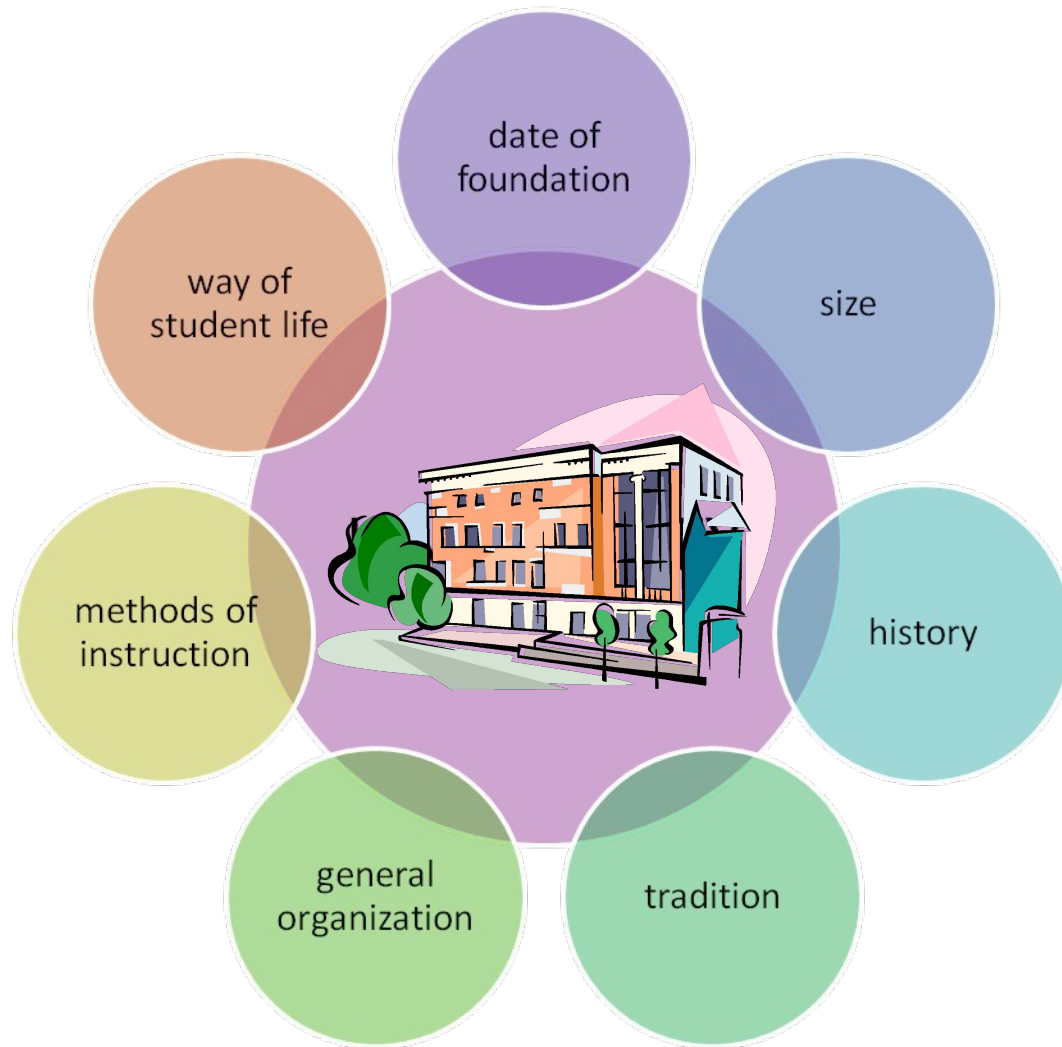 date of
foundation
size
history
tradition
general
organization
methods of
instruction
way of
student life